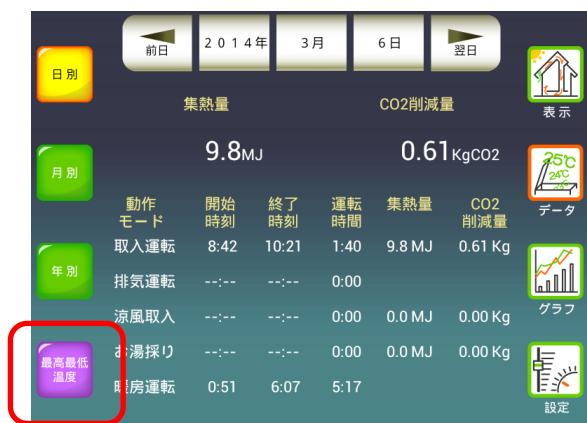 前日 2014年 3月 6日 翌日
日別
集熱量 CO2削減量
表示
9.8MJ 0.61KgCO2
月別
25℃
24℃
データ
動作モード 開始時刻 終了時刻 運転時間 集熱量 CO2削減量
取入運転 8:42 10:21 1:40 9.8 MJ 0.61 Kg
年別
排気運転 --:-- --:-- 0:00
グラフ
涼風取入 --:-- --:-- 0:00 0.0 MJ 0.00 Kg
最高最低温度
お湯採り --:-- --:-- 0:00 0.0 MJ 0.00 Kg
暖房運転 0:51 6:07 5:17
設定